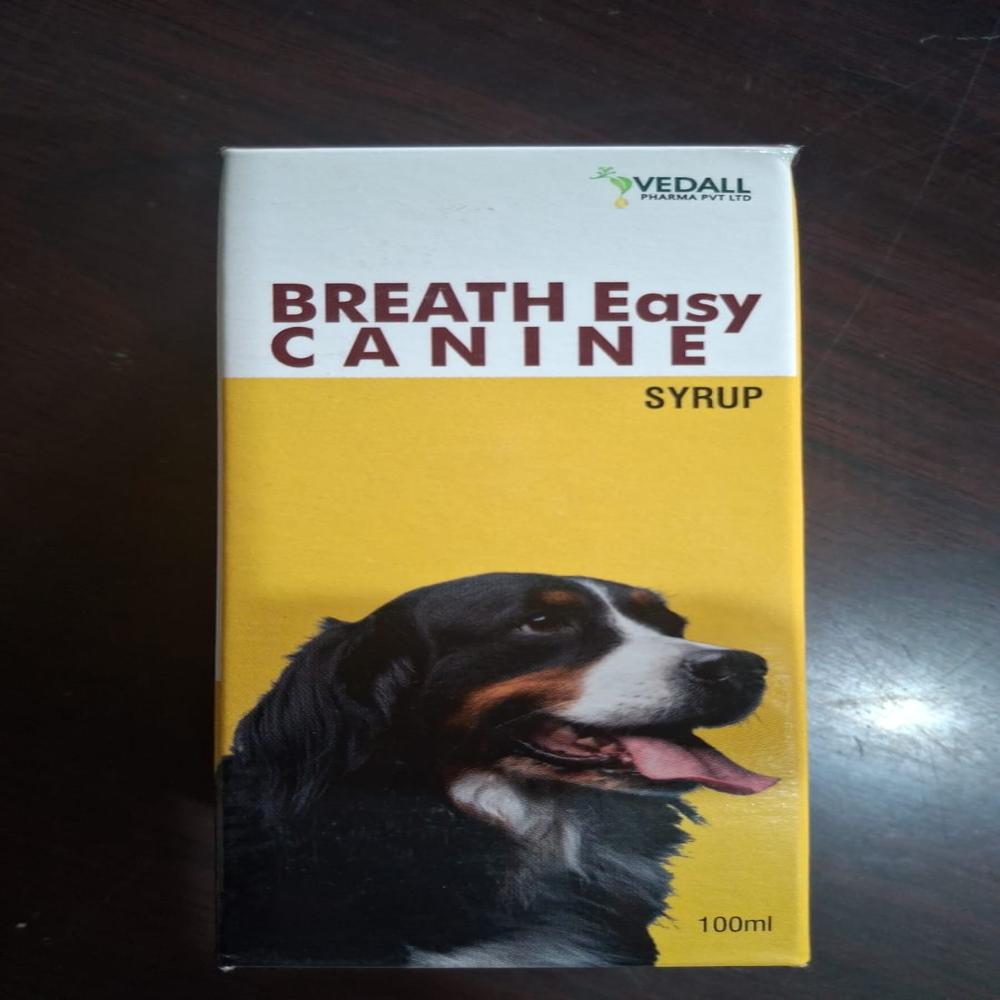 VEDALL
PHARMA PVT LTD
BREATH Easy
CANINE
SYRUP
100ml